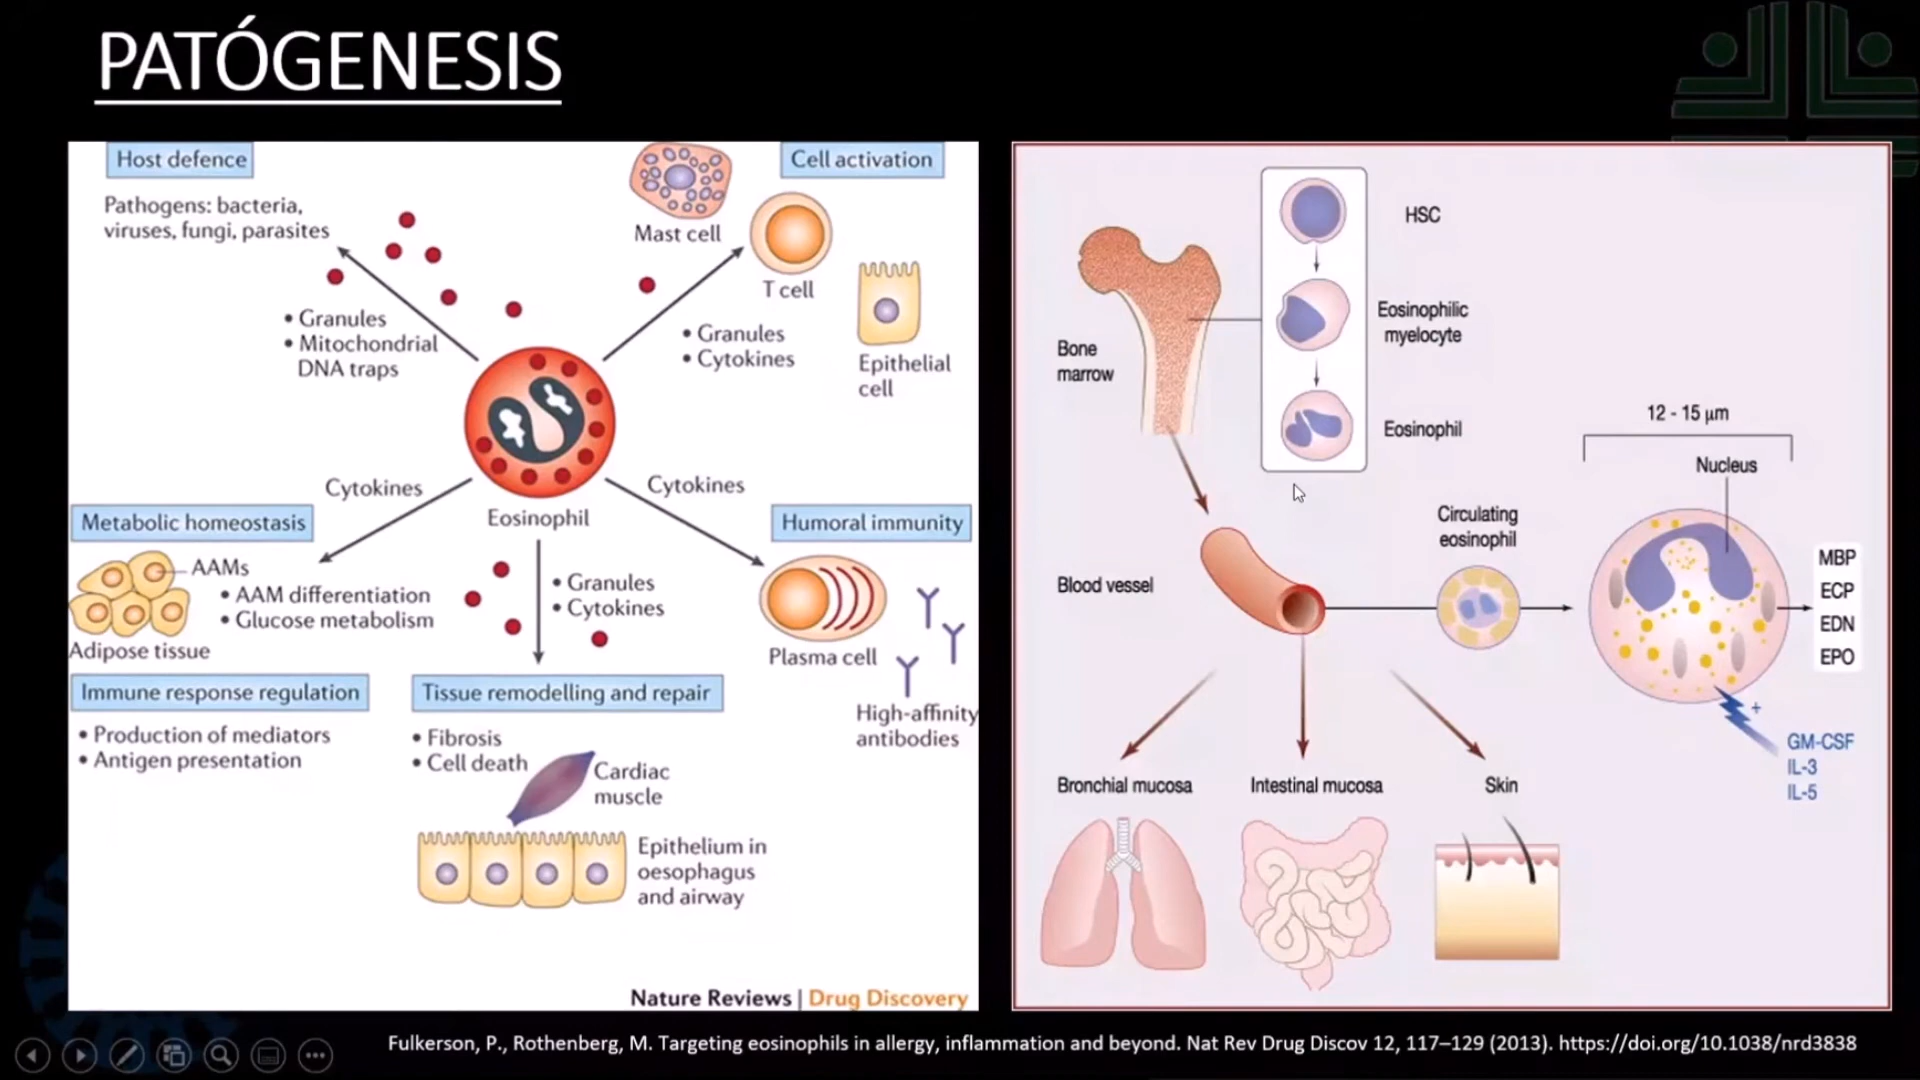 PATÓGENESIS
Host defence
Pathogens: bacteria,
viruses, fungi, parasites
• Granules
• Mitochondrial
DNA traps
Mast cell
Cell activation
T cell
• Granules
• Cytokines
Epithelial
cell
Cytokines
Eosinophil
Cytokines
Metabolic homeostasis
AAMs
• AAM differentiation
• Glucose metabolism
Adipose tissue
• Granules
• Cytokines
Humoral immunity
Plasma cell
High-affinity
antibodies
Immune response regulation
• Production of mediators
• Antigen presentation
Tissue remodelling and repair
• Fibrosis
• Cell death
Cardiac
muscle
Epithelium in
oesophagus
and airway
Nature Reviews | Drug Discovery
HSC
Eosinophilic
myelocyte
Bone
marrow
Eosinophil
12 - 15 µm
Nucleus
Circulating
eosinophil
Blood vessel
MBP
ECP
EDN
EPO
+
GM-CSF
IL-3
IL-5
Bronchial mucosa
Intestinal mucosa
Skin
Fulkerson, P., Rothenberg, M. Targeting eosinophils in allergy, inflammation and beyond. Nat Rev Drug Discov 12, 117–129 (2013). https://doi.org/10.1038/nrd3838